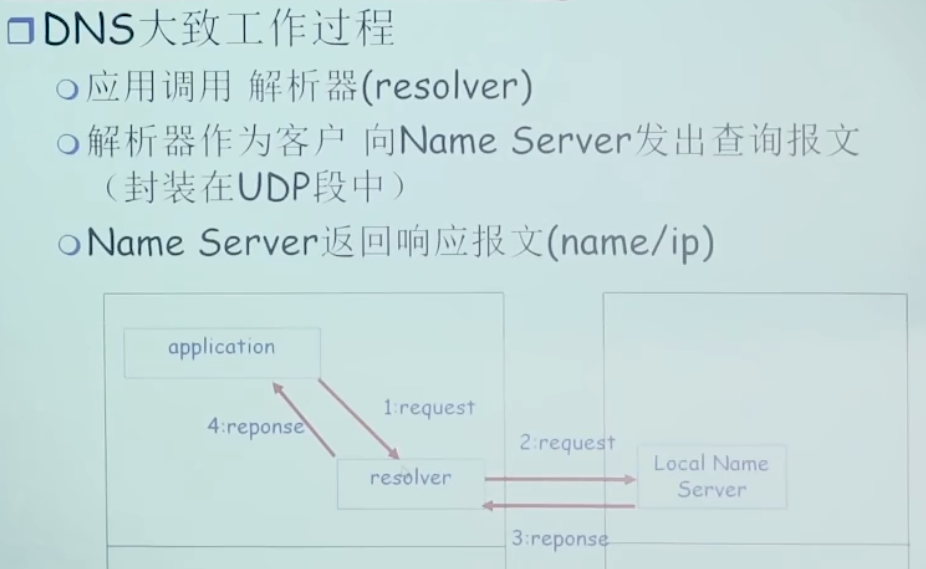 DNS大致工作过程
应用调用 解析器(resolver)
解析器作为客户 向Name Server发出查询报文
（封装在UDP段中）
Name Server返回响应报文(name/ip)
application
1:request
4:reponse
2:request
resolver
Local Name
Server
3:reponse